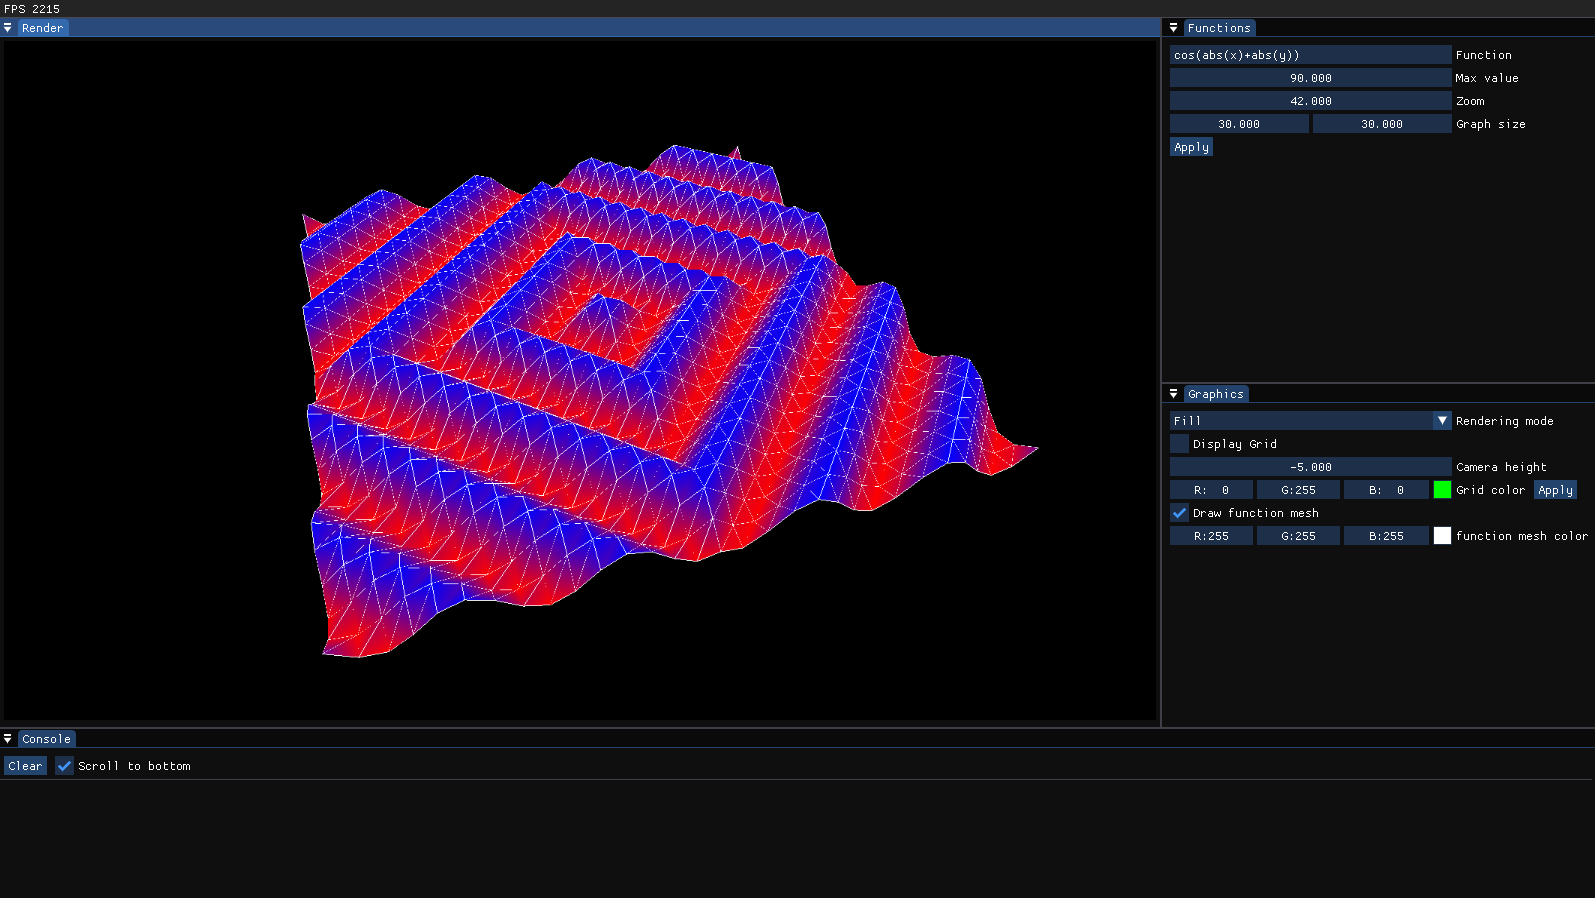 FPS 2215
Render
Functions
cos(abs(x)+abs(y)) Function
90.000 Max value
42.000 Zoom
30.000 30.000 Graph size
Apply
Graphics
Fill Rendering mode
Display Grid
-5.000 Camera height
R: 0 G:255 B: 0 Grid color Apply
Draw function mesh
R:255 G:255 B:255 function mesh color
Console
Clear Scroll to bottom